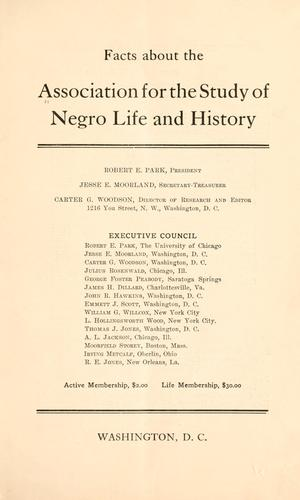 Facts about the
Association for the Study of
Negro Life and History
ROBERT E. PARK, PRESIDENT
JESSE E. MOORLAND, SECRETARY-TREASURER
CARTER G. WOODSON, DIRECTOR OF RESEARCH AND EDITOR
1216 YOU STREET, N. W., WASHINGTON, D. C.
EXECUTIVE COUNCIL
ROBERT E. PARK, The University of Chicago
JESSE E. MOORLAND, Washington, D. C.
CARTER G. WOODSON, Washington, D. C.
JULIUS ROSENWALD, Chicago, Ill.
GEORGE FOSTER PEABODY, Saratoga Springs
JAMES H. DILLARD, Charlottesville, Va.
JOHN R. HAWKINS, Washington, D. C.
EMMETT J. SCOTT, Washington, D. C.
WILLIAM G. WILLCOX, New York City
L. HOLLINGSWORTH WOOD, New York City.
THOMAS J. JONES, Washington, D. C.
A. L. JACKSON, Chicago, Ill.
MOORFIELD STOREY, Boston, Mass.
IRVING METCALF, Oberlin, Ohio
R. E. JONES, New Orleans, La.
Active Membership, $2.00 Life Membership, $30.00
WASHINGTON, D. C.